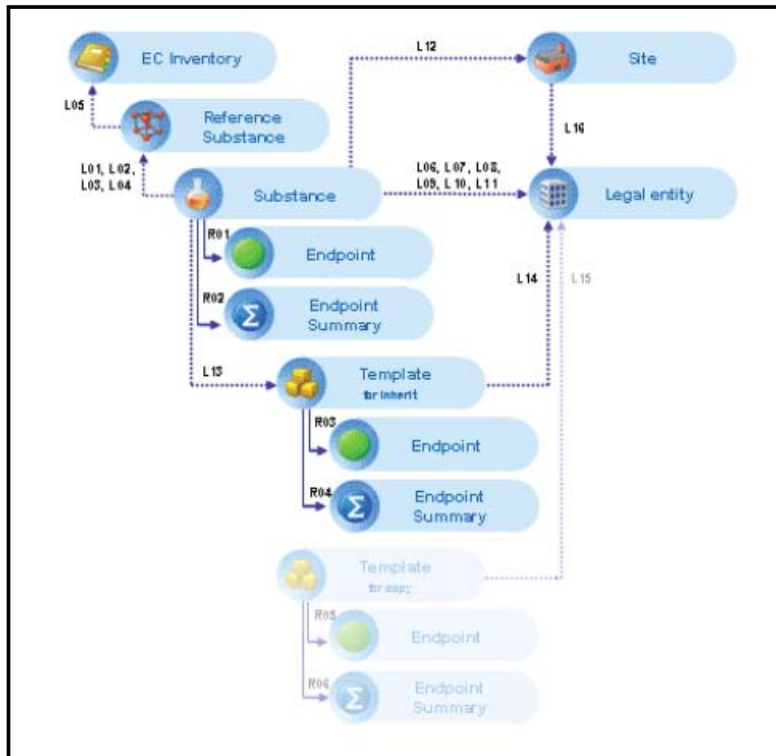 L12
EC Inventory
Site
L05
Reference
Substance
L16
L01, L02,
L03, L04
L06, L07, L08,
L09, L10, L11
Substance
Legal entity
R01
Endpoint
L14
L15
R02
Endpoint
Summary
L13
Template
for inherit
R03
Endpoint
R04
Endpoint
Summary
Template
for copy
R05
Endpoint
R06
Endpoint
Summary